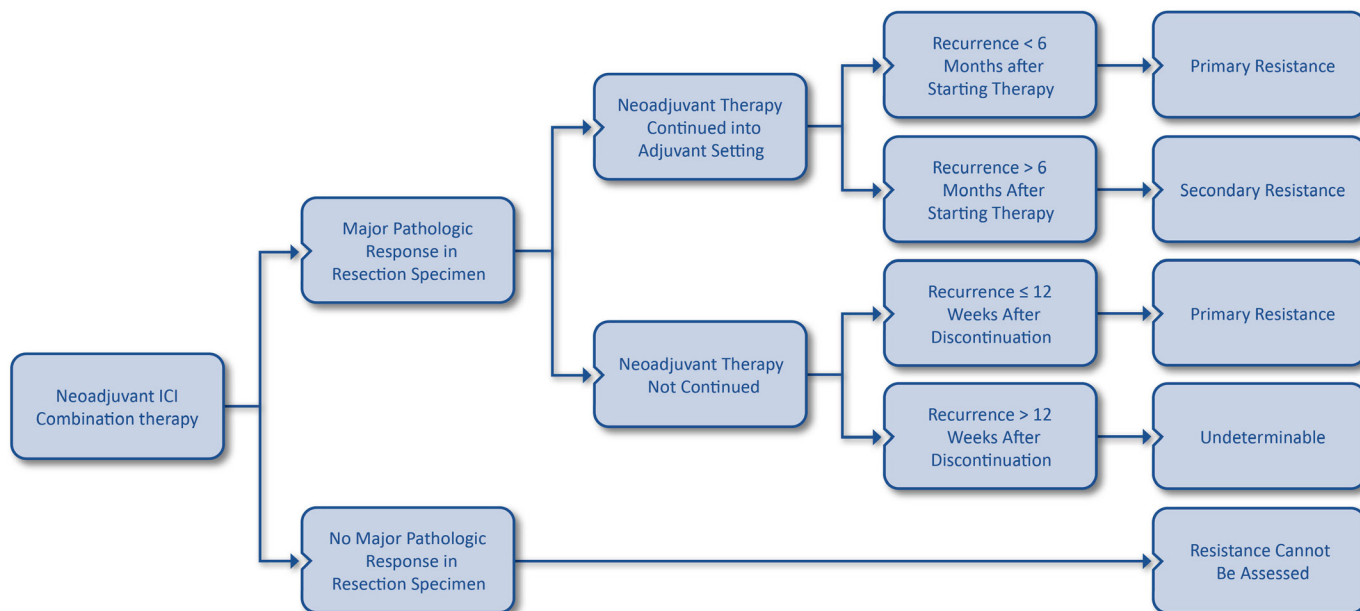 Neoadjuvant ICI
Combination therapy
Major Pathologic
Response in
Resection Specimen
No Major Pathologic
Response in
Resection Specimen
Neoadjuvant Therapy
Continued into
Adjuvant Setting
Neoadjuvant Therapy
Not Continued
Recurrence < 6
Months after
Starting Therapy
Primary Resistance
Recurrence > 6
Months After
Starting Therapy
Secondary Resistance
Recurrence ≤ 12
Weeks After
Discontinuation
Primary Resistance
Recurrence > 12
Weeks After
Discontinuation
Undeterminable
Resistance Cannot
Be Assessed